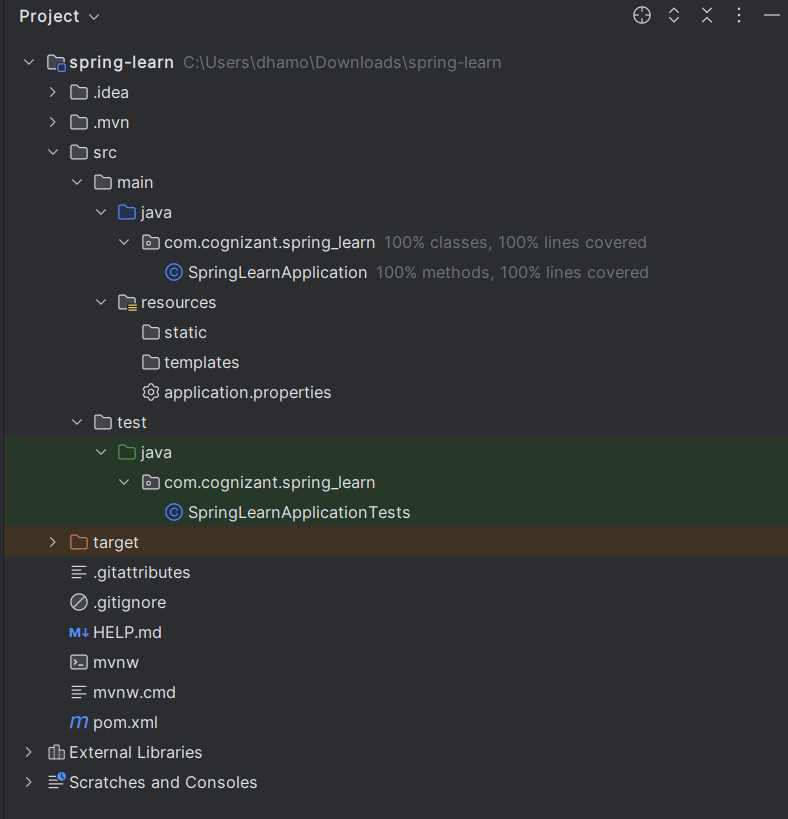 Project
spring-learn C:\Users\dhamo\Downloads\spring-learn
.idea
.mvn
src
main
java
com.cognizant.spring_learn 100% classes, 100% lines covered
SpringLearnApplication 100% methods, 100% lines covered
resources
static
templates
application.properties
test
java
com.cognizant.spring_learn
SpringLearnApplicationTests
target
.gitattributes
.gitignore
HELP.md
mvnw
mvnw.cmd
pom.xml
External Libraries
Scratches and Consoles